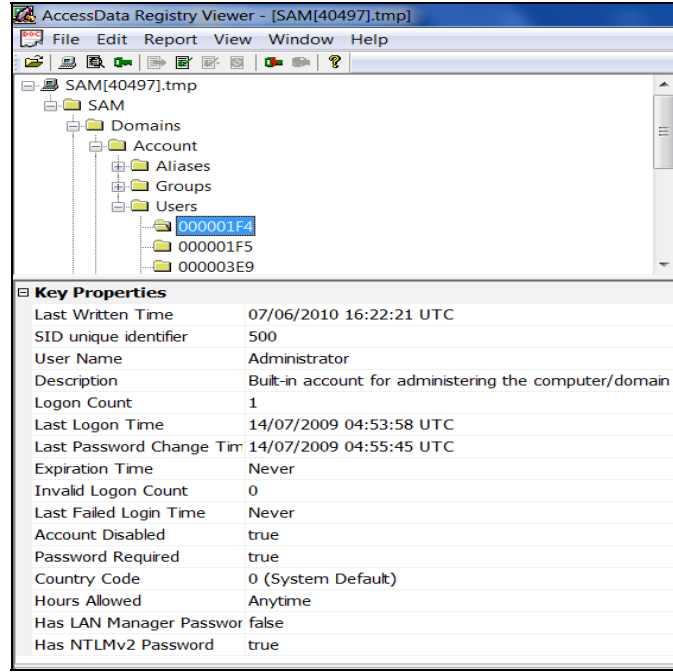 AccessData Registry Viewer - [SAM[40497].tmp]
File Edit Report View Window Help
SAM[40497].tmp
SAM
Domains
Account
Aliases
Groups
Users
000001F4
000001F5
000003E9
Key Properties
Last Written Time 07/06/2010 16:22:21 UTC
SID unique identifier 500
User Name Administrator
Description Built-in account for administering the computer/domain
Logon Count 1
Last Logon Time 14/07/2009 04:53:58 UTC
Last Password Change Tim 14/07/2009 04:55:45 UTC
Expiration Time Never
Invalid Logon Count 0
Last Failed Login Time Never
Account Disabled true
Password Required true
Country Code 0 (System Default)
Hours Allowed Anytime
Has LAN Manager Passwor false
Has NTLMv2 Password true